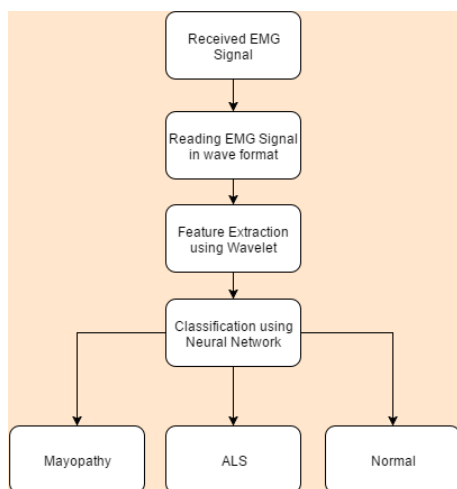 Received EMG
Signal
Reading EMG Signal
in wave format
Feature Extraction
using Wavelet
Classification using
Neural Network
Mayopathy
ALS
Normal